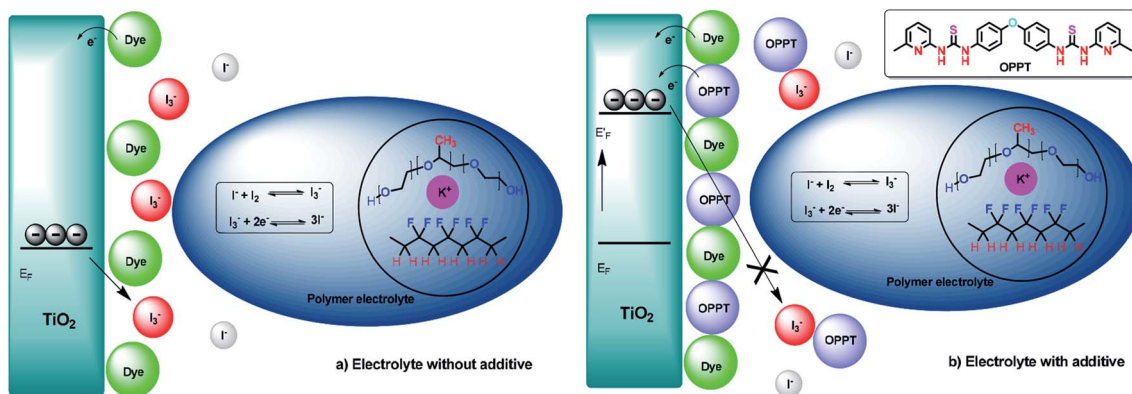 e⁻
Dye
I⁻
I₃⁻
Dye
I₃⁻
Dye
I₃⁻
I⁻
Dye
E_F
TiO₂
I⁻ + I₂ ⇌ I₃⁻
I₃⁻ + 2e⁻ ⇌ 3I⁻
CH₃
H O O ( O ) ( O ) OH
K⁺
F F F F F F
H H H H H H H
Polymer electrolyte
a) Electrolyte without additive
e⁻
Dye
OPPT
I⁻
e⁻
OPPT
I₃⁻
Dye
OPPT
Dye
OPPT
I₃⁻
OPPT
Dye
I⁻
E'_F
E_F
TiO₂
S O S
N N N N N N
H H H H
OPPT
I⁻ + I₂ ⇌ I₃⁻
I₃⁻ + 2e⁻ ⇌ 3I⁻
CH₃
H O O ( O ) ( O ) OH
K⁺
F F F F F F
H H H H H H H
Polymer electrolyte
b) Electrolyte with additive